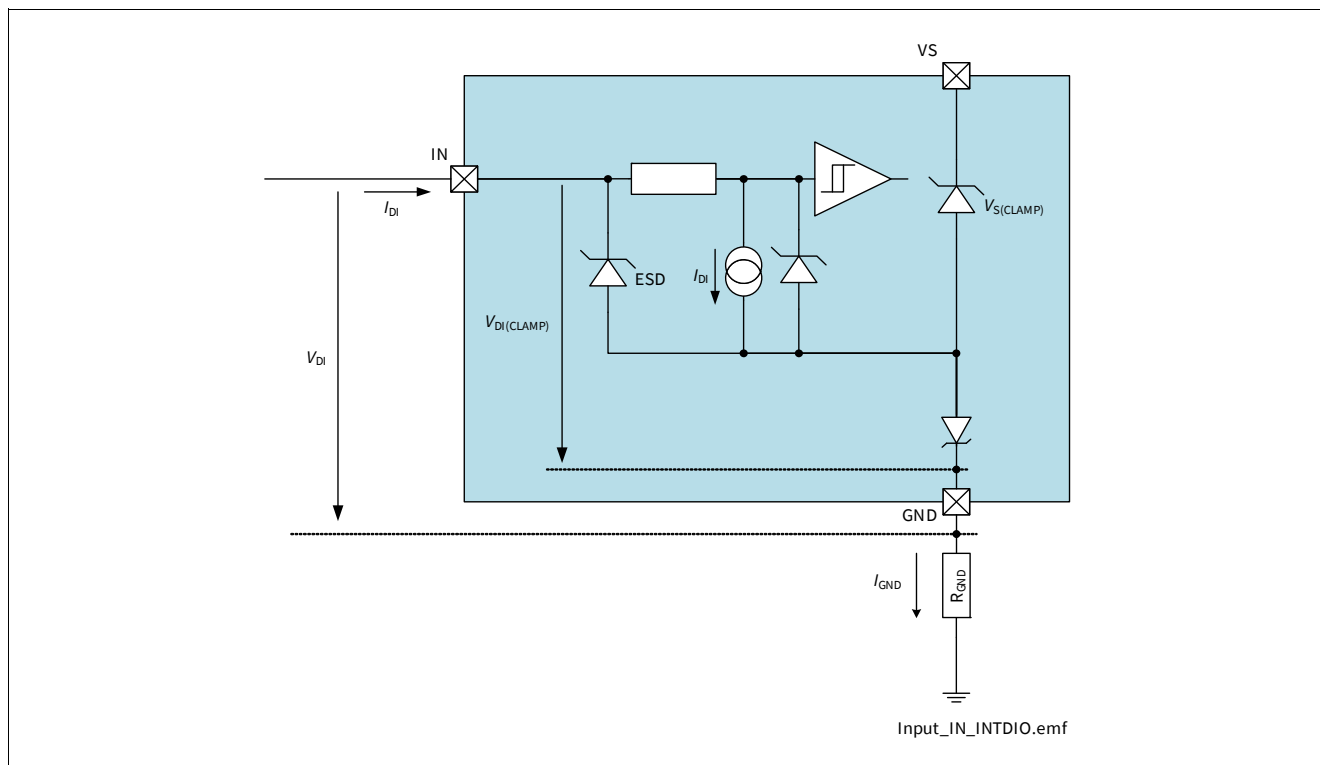 VS
IN
I_DI
V_S(CLAMP)
I_DI
ESD
V_DI(CLAMP)
V_DI
GND
I_GND
R_GND
Input_IN_INTDIO.emf